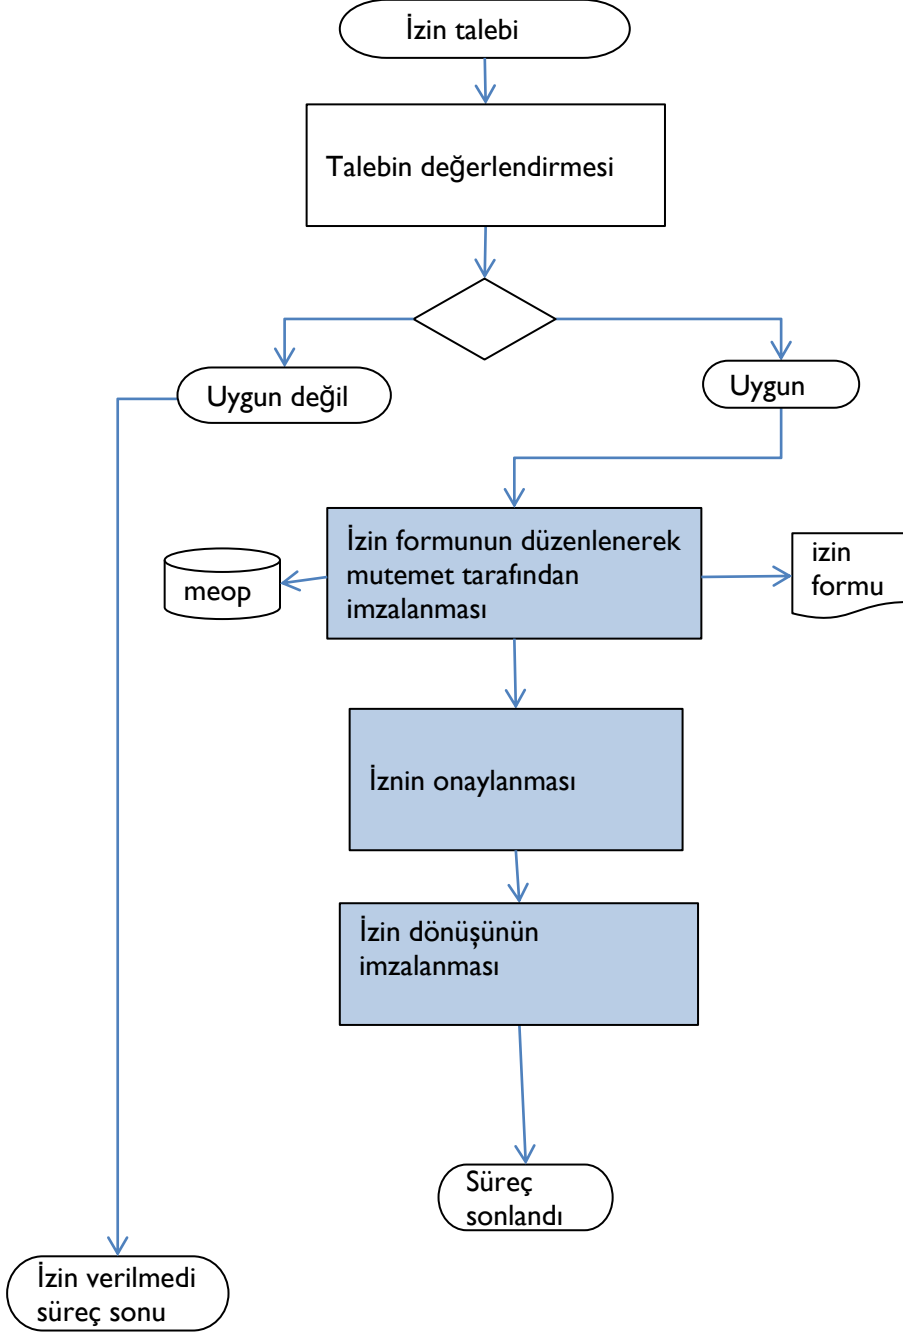 İzin talebi
Talebin değerlendirmesi
Uygun değil
Uygun
İzin formunun düzenlenerek
mutemet tarafından
imzalanması
meop
izin
formu
İznin onaylanması
İzin dönüşünün
imzalanması
Süreç
sonlandı
İzin verilmedi
süreç sonu